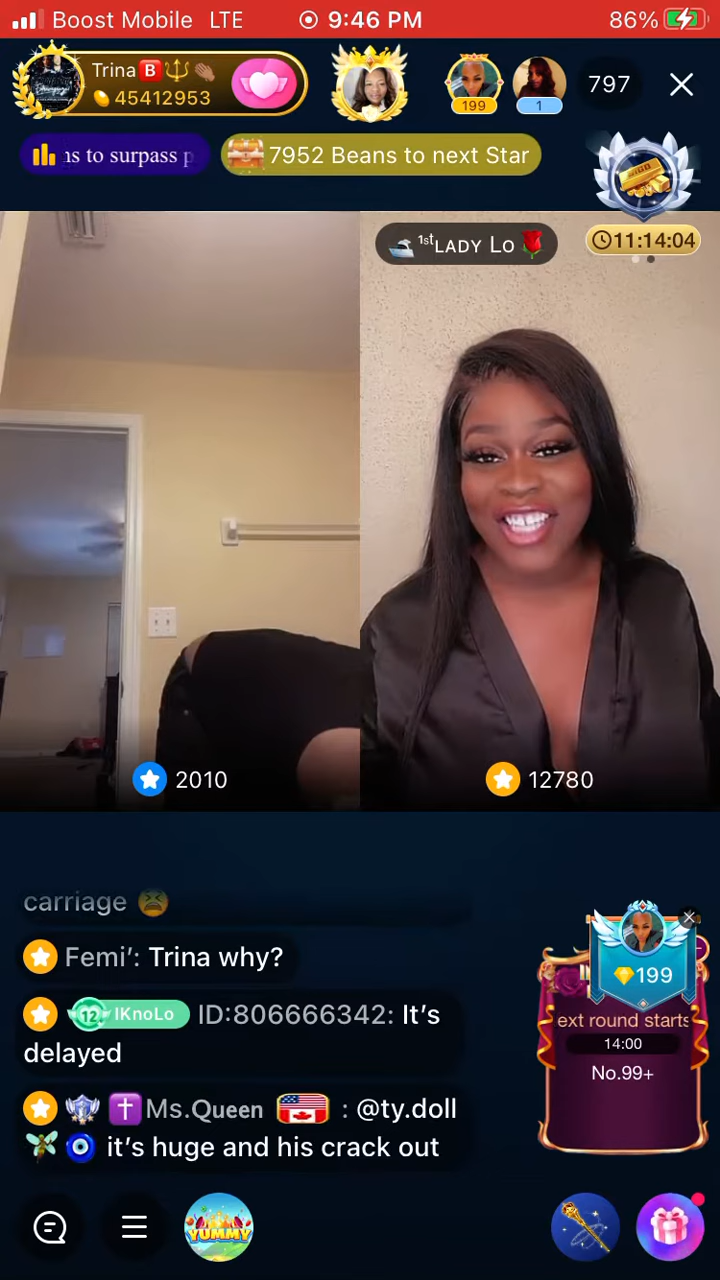 Boost Mobile LTE 9:46 PM 86%
Trina B
45412953
199
1
797
ns to surpass p
7952 Beans to next Star
1st LADY Lo
11:14:04
2010
12780
carriage
Femi’: Trina why?
12 IKnoLo ID:806666342: It’s
delayed
Ms.Queen : @ty.doll
it’s huge and his crack out
199
ext round starts
14:00
No.99+
YUMMY